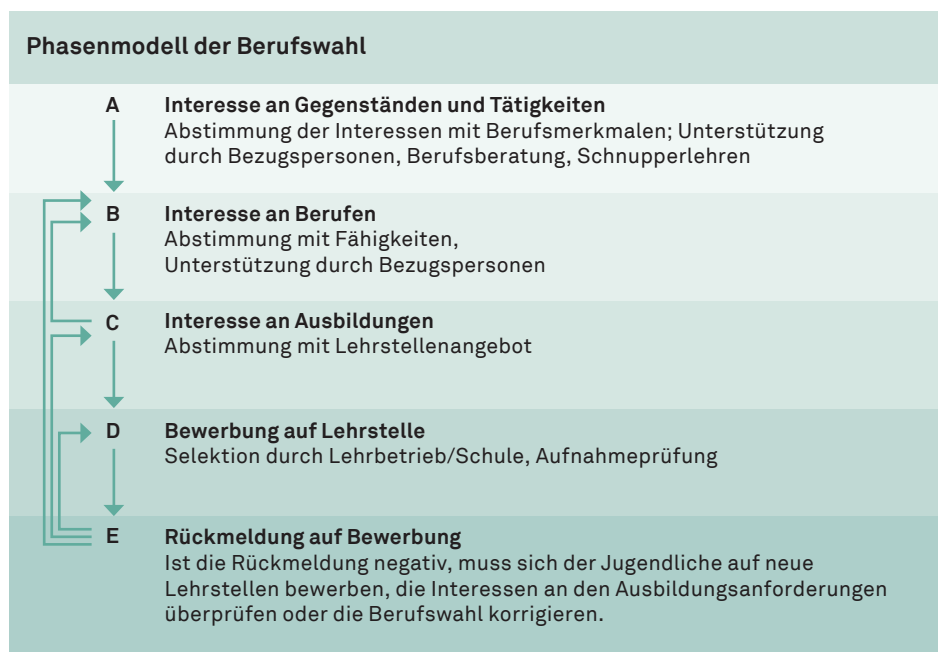 Phasenmodell der Berufswahl
A Interesse an Gegenständen und Tätigkeiten
Abstimmung der Interessen mit Berufsmerkmalen; Unterstützung
durch Bezugspersonen, Berufsberatung, Schnupperlehren
B Interesse an Berufen
Abstimmung mit Fähigkeiten,
Unterstützung durch Bezugspersonen
C Interesse an Ausbildungen
Abstimmung mit Lehrstellenangebot
D Bewerbung auf Lehrstelle
Selektion durch Lehrbetrieb/Schule, Aufnahmeprüfung
E Rückmeldung auf Bewerbung
Ist die Rückmeldung negativ, muss sich der Jugendliche auf neue
Lehrstellen bewerben, die Interessen an den Ausbildungsanforderungen
überprüfen oder die Berufswahl korrigieren.